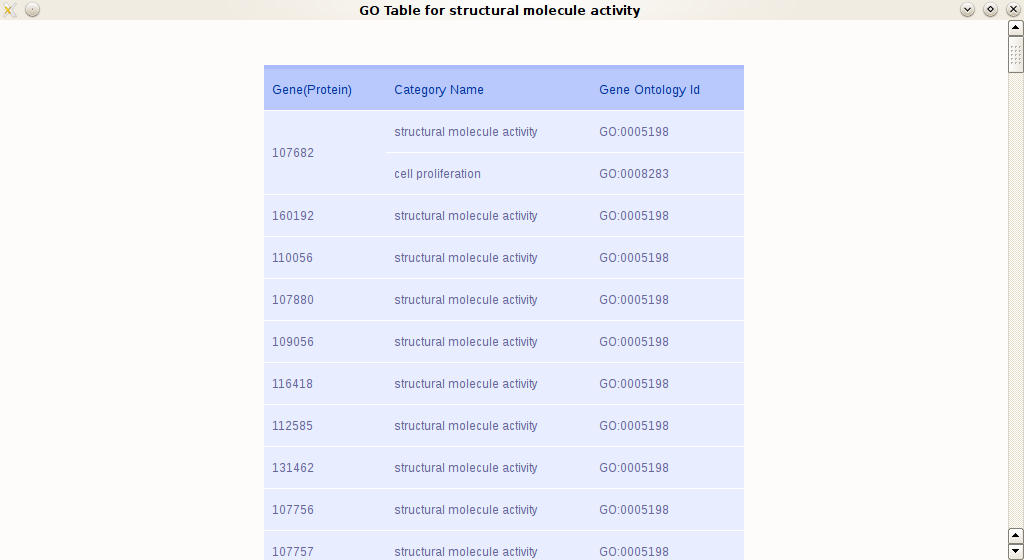 GO Table for structural molecule activity
Gene(Protein) Category Name Gene Ontology Id
structural molecule activity GO:0005198
107682
cell proliferation GO:0008283
160192 structural molecule activity GO:0005198
110056 structural molecule activity GO:0005198
107880 structural molecule activity GO:0005198
109056 structural molecule activity GO:0005198
116418 structural molecule activity GO:0005198
112585 structural molecule activity GO:0005198
131462 structural molecule activity GO:0005198
107756 structural molecule activity GO:0005198
107757 structural molecule activity GO:0005198